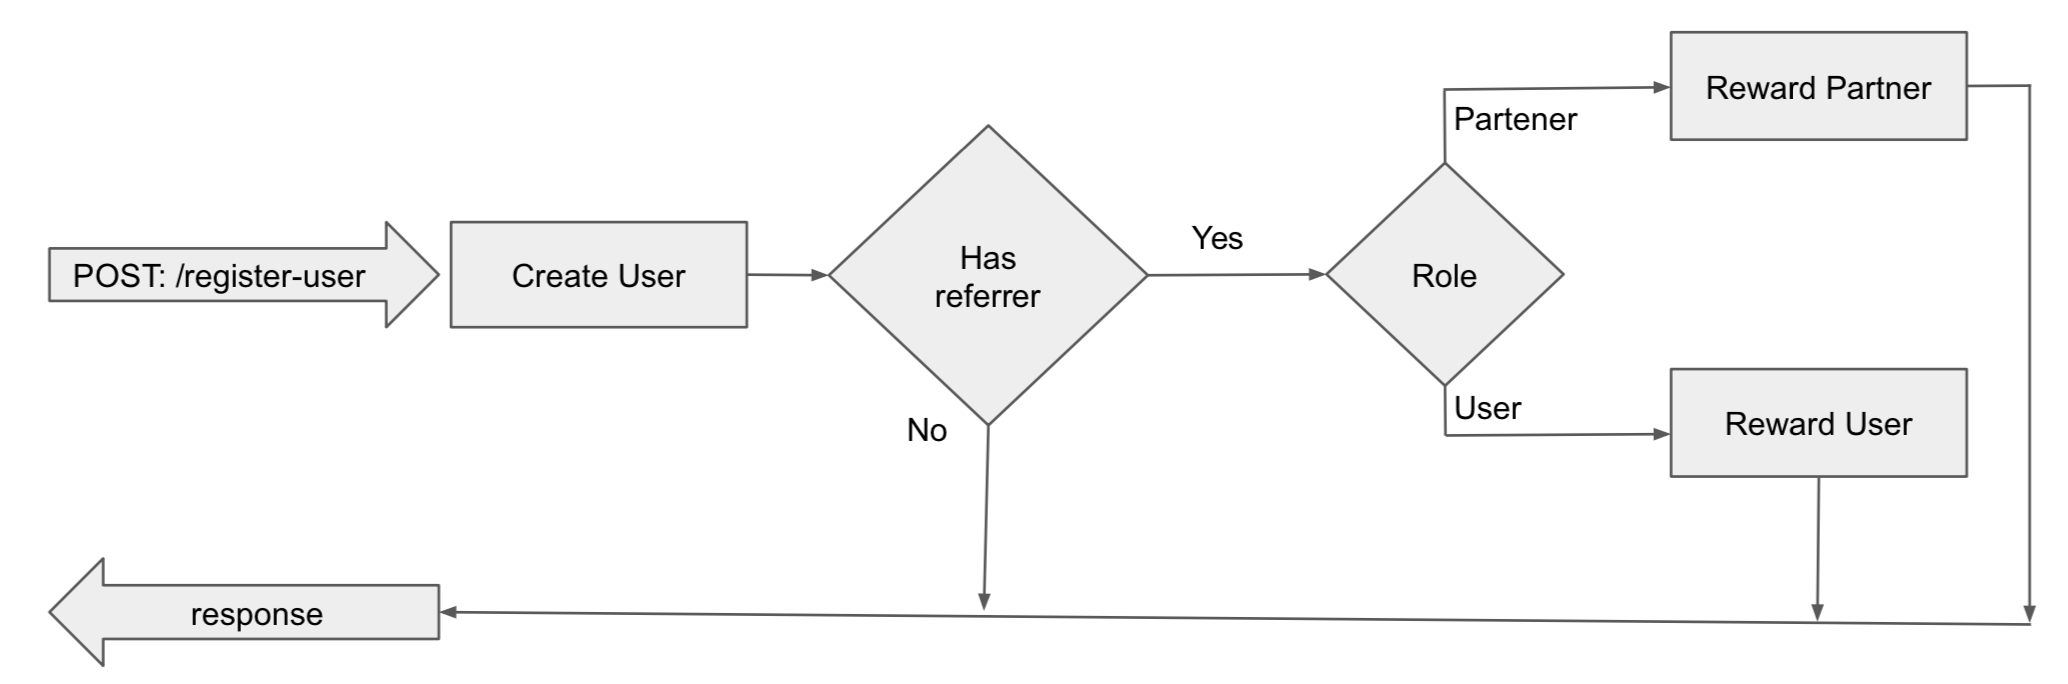 POST: /register-user
Create User
Has
referrer
Yes
No
Role
Partener
Reward Partner
User
Reward User
response